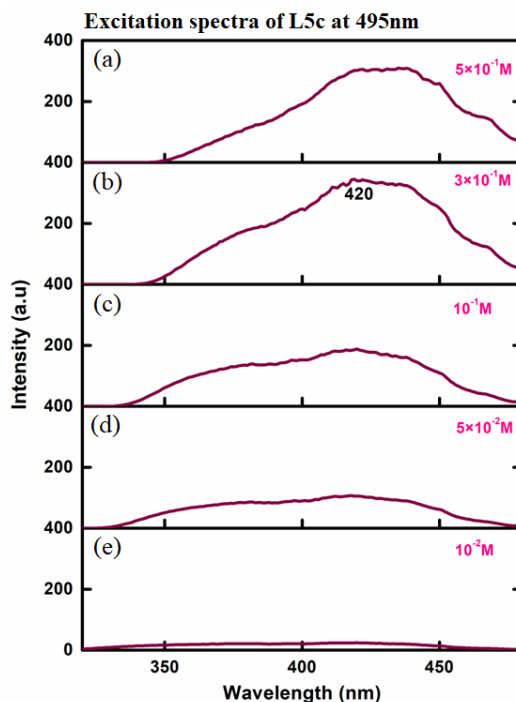 Excitation spectra of L5c at 495nm
400
(a)
5×10⁻¹M
200
400
(b)
3×10⁻¹M
420
200
400
(c)
10⁻¹M
200
400
(d)
5×10⁻²M
200
400
(e)
10⁻²M
200
0
350
400
450
Wavelength (nm)
Intensity (a.u)